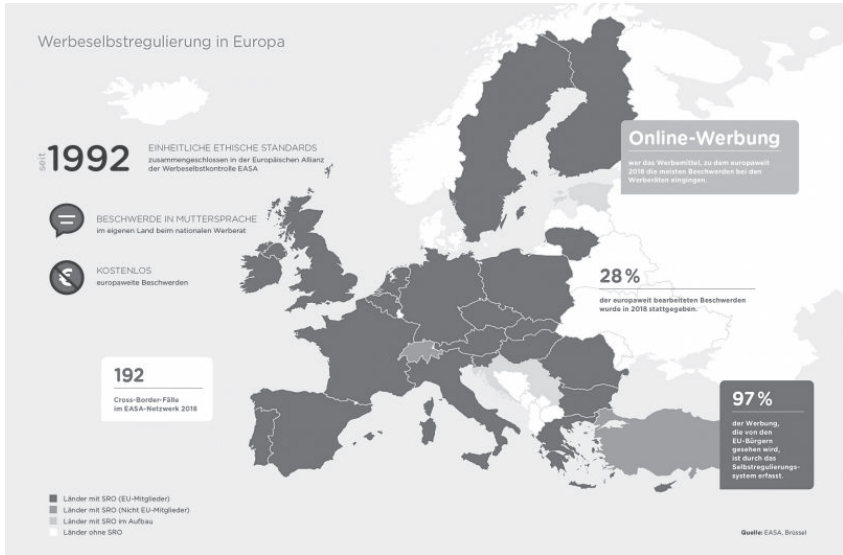 Werbeselbstregulierung in Europa
seit 1992
EINHEITLICHE ETHISCHE STANDARDS
zusammengeschlossen in der Europäischen Allianz
der Werbeselbstkontrolle EASA
BESCHWERDE IN MUTTERSPRACHE
im eigenen Land beim nationalen Werberat
€
KOSTENLOS
europaweite Beschwerden
192
Cross-Border-Fälle
im EASA-Netzwerk 2018
Online-Werbung
war das Werbemittel, zu dem europaweit
2018 die meisten Beschwerden bei den
Werberäten eingingen.
28 %
der europaweit bearbeiteten Beschwerden
wurde in 2018 stattgegeben.
97 %
der Werbung,
die von den
EU-Bürgern
gesehen wird,
ist durch das
Selbstregulierungs-
system erfasst.
Länder mit SRO (EU-Mitglieder)
Länder mit SRO (Nicht EU-Mitglieder)
Länder mit SRO im Aufbau
Länder ohne SRO
Quelle: EASA, Brüssel